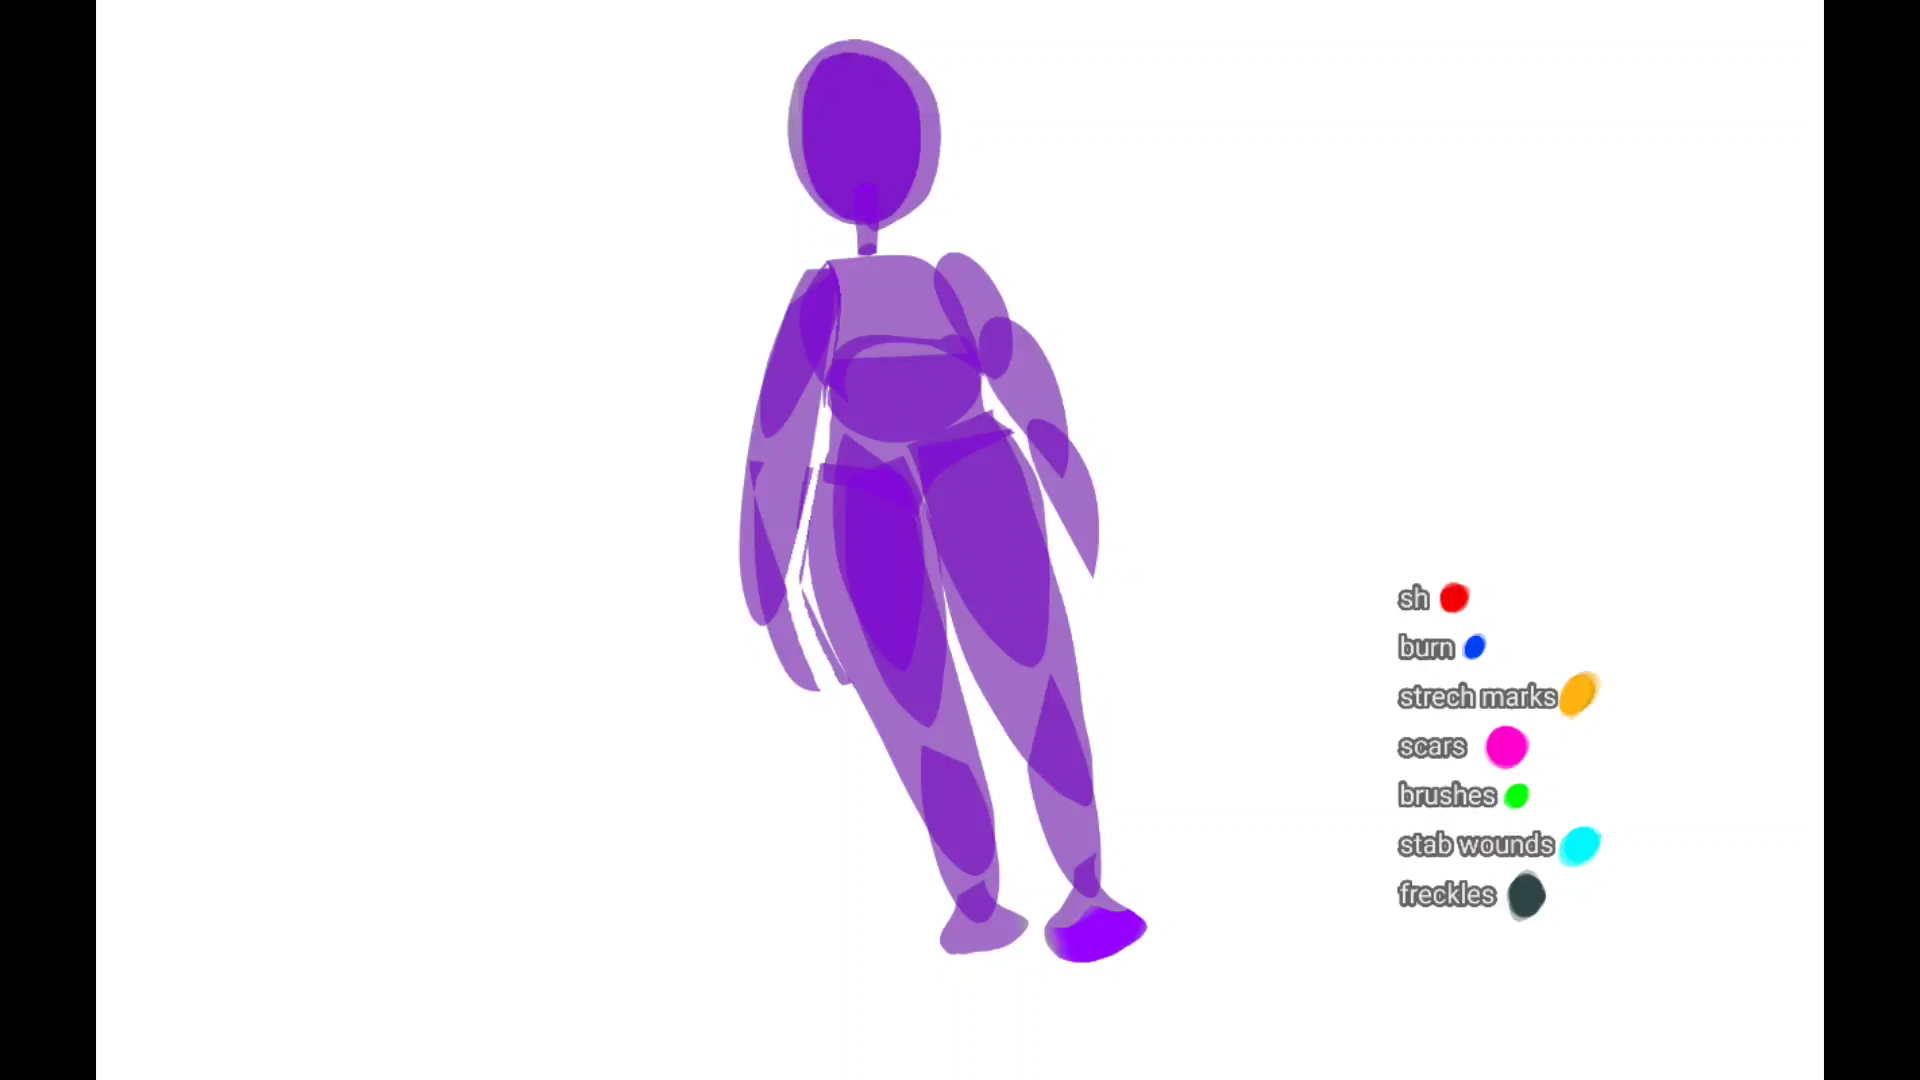 sh
burn
strech marks
scars
brushes
stab wounds
freckles